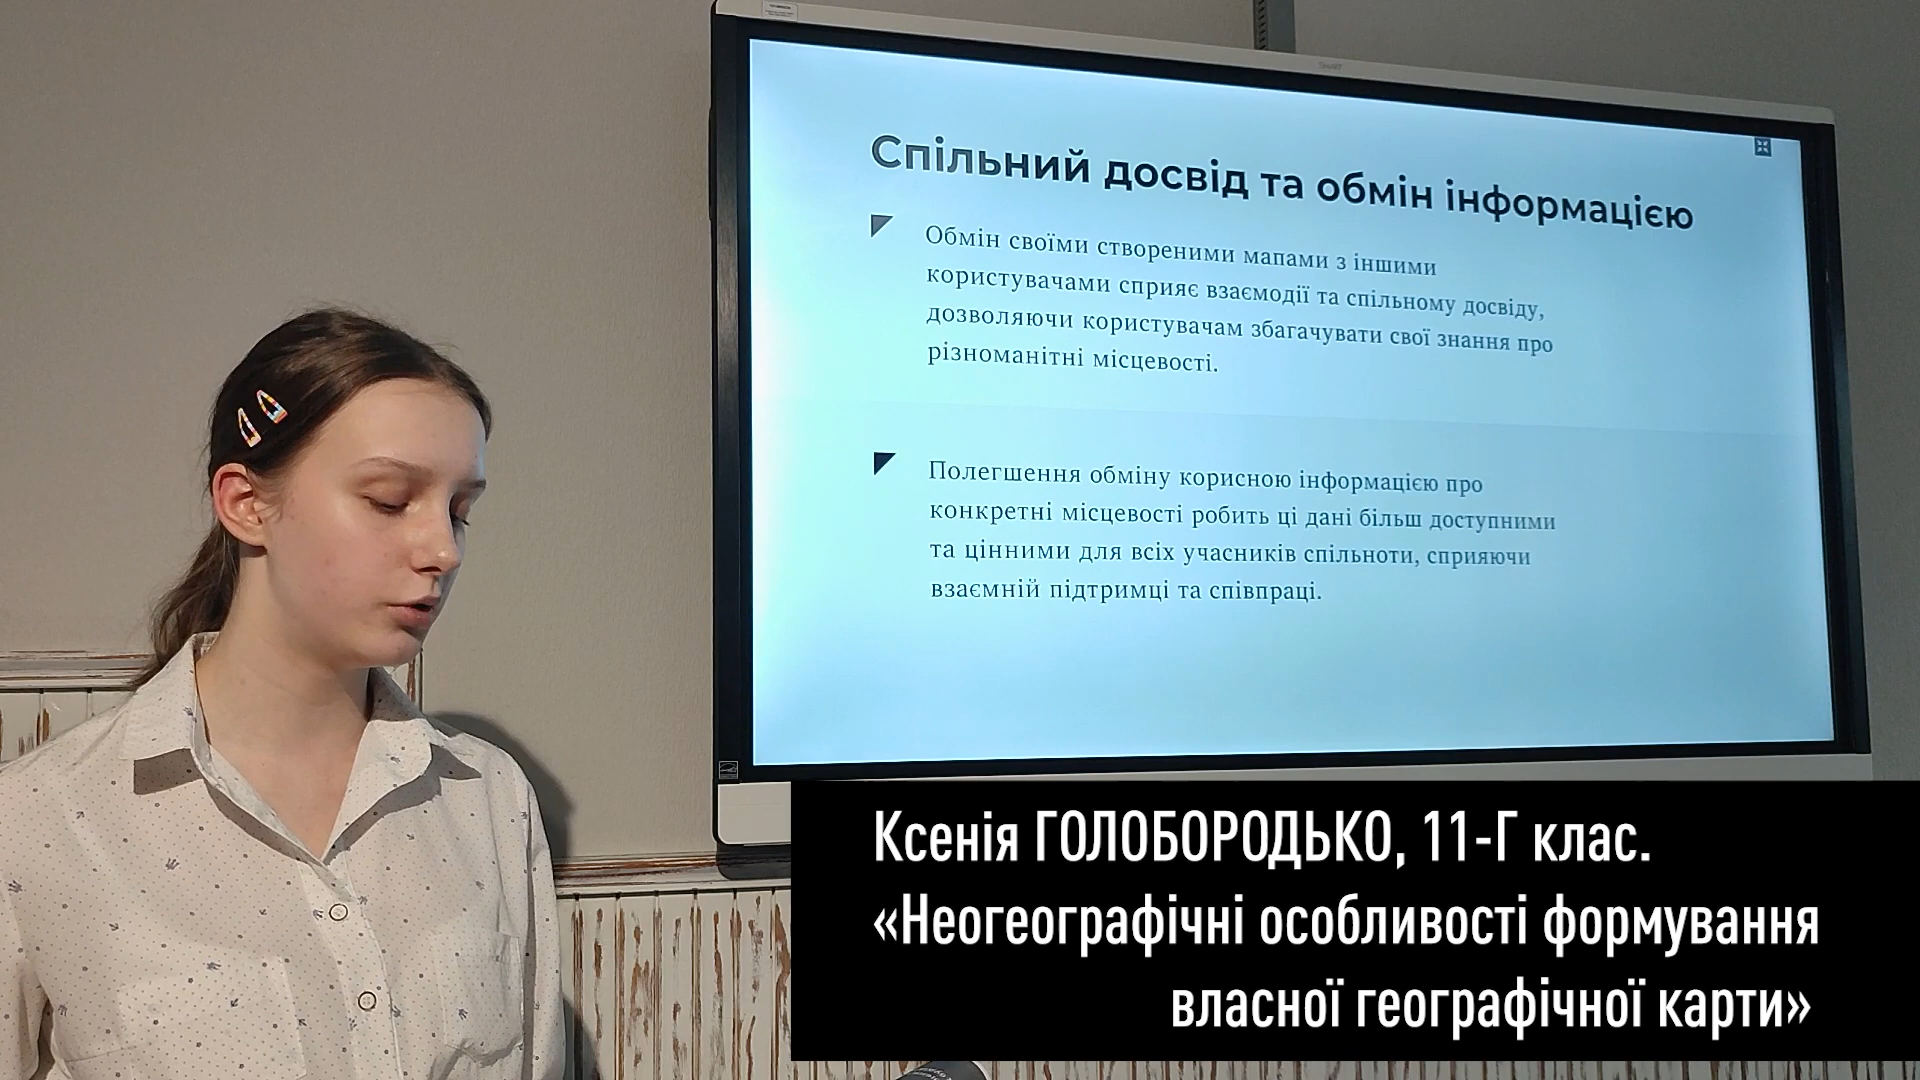 SMART
Спільний досвід та обмін інформацією
Обмін своїми створеними мапами з іншими
користувачами сприяє взаємодії та спільному досвіду,
дозволяючи користувачам збагачувати свої знання про
різноманітні місцевості.
Полегшення обміну корисною інформацією про
конкретні місцевості робить ці дані більш доступними
та цінними для всіх учасників спільноти, сприяючи
взаємній підтримці та співпраці.
Ксенія ГОЛОБОРОДЬКО, 11-Г клас.
«Неогеографічні особливості формування
власної географічної карти»